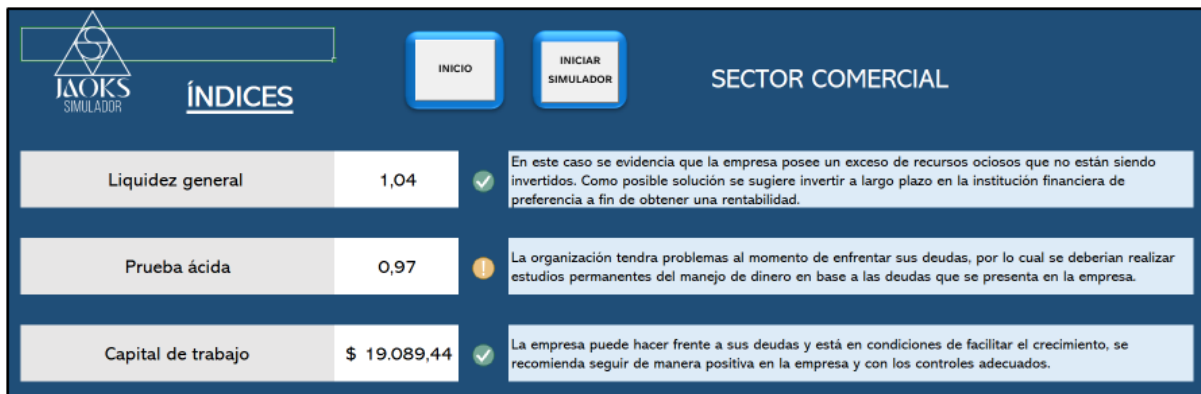 JAOKS
SIMULADOR
ÍNDICES
INICIO
INICIAR
SIMULADOR
SECTOR COMERCIAL
Liquidez general
1,04
En este caso se evidencia que la empresa posee un exceso de recursos ociosos que no están siendo
invertidos. Como posible solución se sugiere invertir a largo plazo en la institución financiera de
preferencia a fin de obtener una rentabilidad.
Prueba ácida
0,97
La organización tendra problemas al momento de enfrentar sus deudas, por lo cual se deberian realizar
estudios permanentes del manejo de dinero en base a las deudas que se presenta en la empresa.
Capital de trabajo
$ 19.089,44
La empresa puede hacer frente a sus deudas y está en condiciones de facilitar el crecimiento, se
recomienda seguir de manera positiva en la empresa y con los controles adecuados.